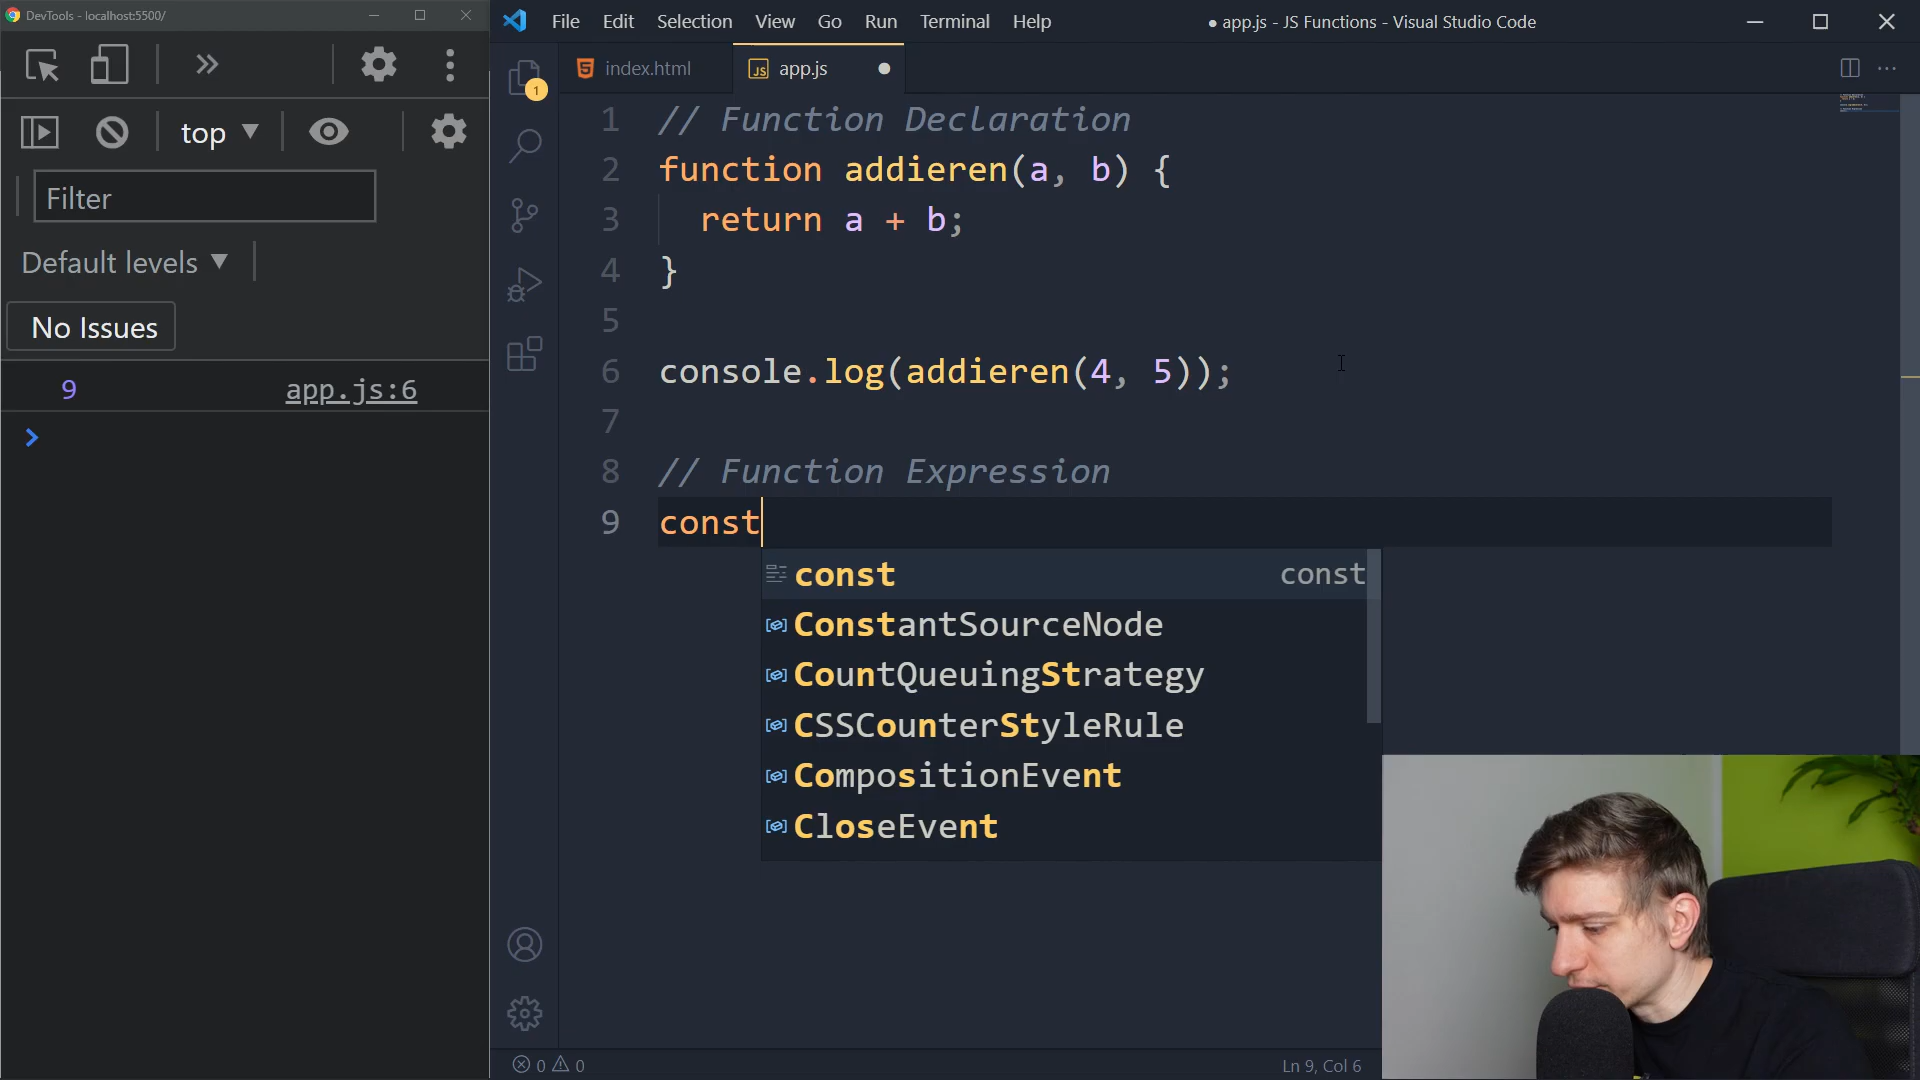 DevTools - localhost:5500/
top
Filter
Default levels
No Issues
9 app.js:6
File Edit Selection View Go Run Terminal Help
● app.js - JS Functions - Visual Studio Code
1
index.html
JS app.js
1 // Function Declaration
2 function addieren(a, b) {
3 return a + b;
4 }
5
6 console.log(addieren(4, 5));
7
8 // Function Expression
9 const
const const
ConstantSourceNode
CountQueuingStrategy
CSSCounterStyleRule
CompositionEvent
CloseEvent
0 0
Ln 9, Col 6